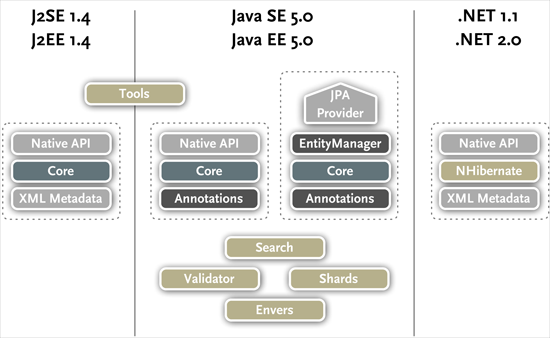 J2SE 1.4
J2EE 1.4
Java SE 5.0
Java EE 5.0
.NET 1.1
.NET 2.0
Tools
Native API
Core
XML Metadata
Native API
Core
Annotations
JPA
Provider
EntityManager
Core
Annotations
Native API
NHibernate
XML Metadata
Search
Validator
Shards
Envers